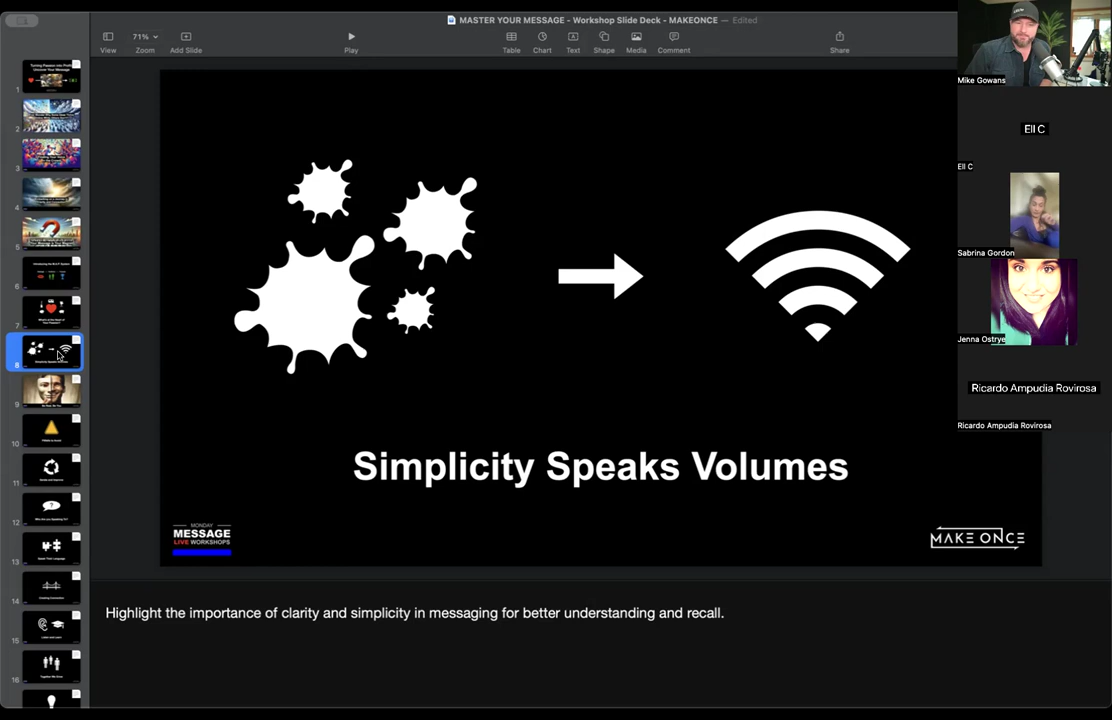 MASTER YOUR MESSAGE - Workshop Slide Deck - MAKEONCE — Edited
71%
View
Zoom
Add Slide
Play
Table
Chart
Text
Shape
Media
Comment
Share
1
2
3
4
5
6
7
8
9
10
11
12
13
14
15
16
Simplicity Speaks Volumes
MONDAY
MESSAGE
LIVE WORKSHOPS
MAKE ONCE
Highlight the importance of clarity and simplicity in messaging for better understanding and recall.
Mike Gowans
Ell C
Ell C
Sabrina Gordon
Jenna Ostrye
Ricardo Ampudia Rovirosa
Ricardo Ampudia Rovirosa